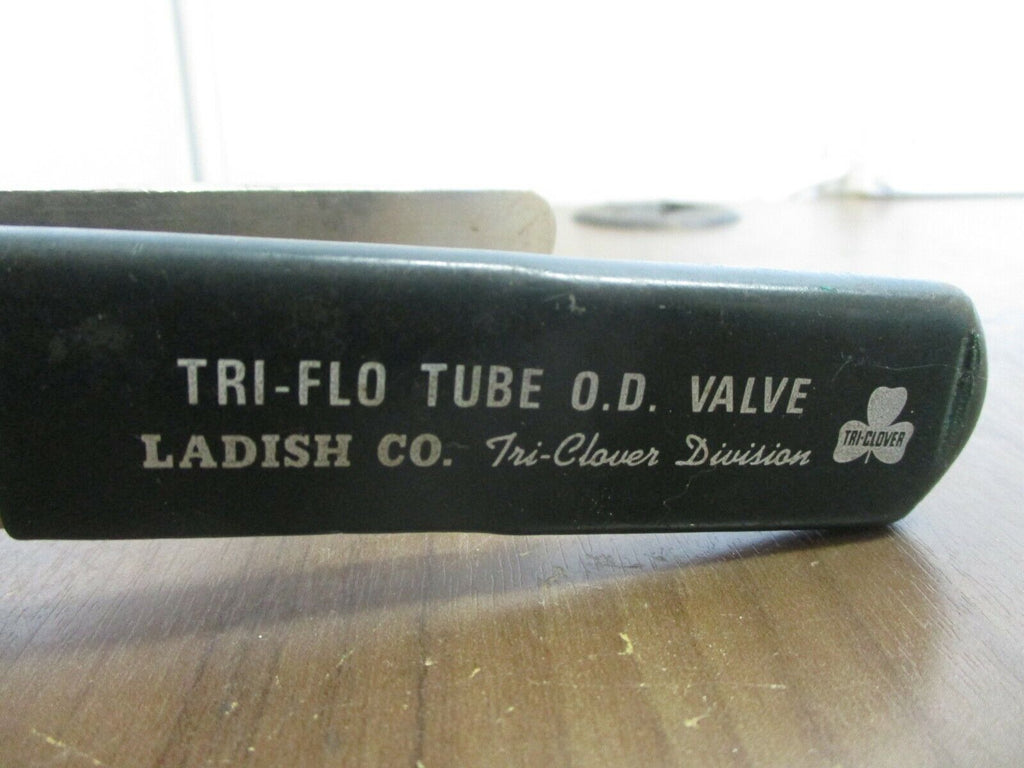 TRI-FLO TUBE O.D. VALVE
LADISH CO. Tri-Clover Division
TRI-CLOVER